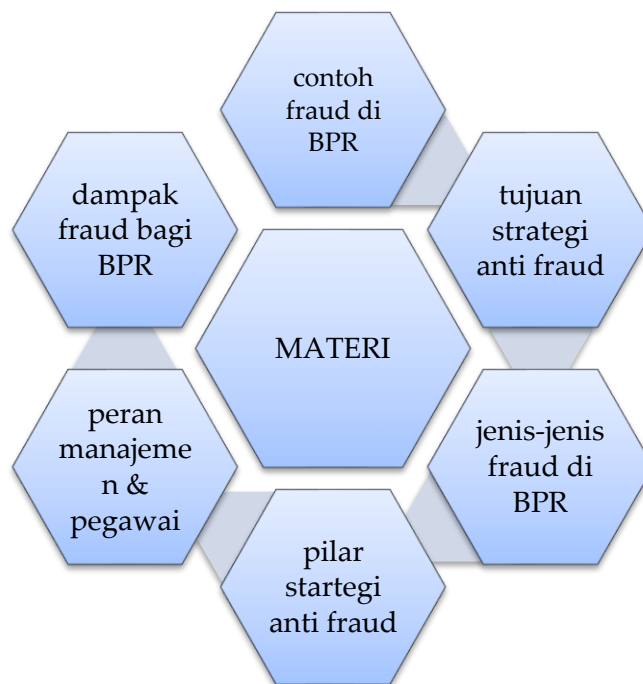 contoh
fraud di
BPR
tujuan
strategi
anti fraud
jenis-jenis
fraud di
BPR
pilar
startegi
anti fraud
peran
manajeme
n &
pegawai
dampak
fraud bagi
BPR
MATERI